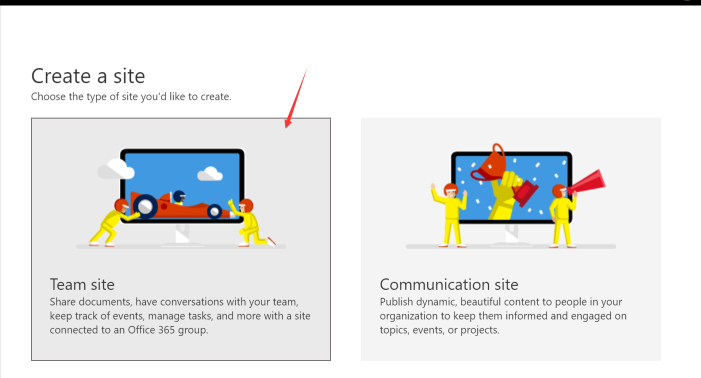 Create a site
Choose the type of site you'd like to create.
Team site
Share documents, have conversations with your team,
keep track of events, manage tasks, and more with a site
connected to an Office 365 group.
Communication site
Publish dynamic, beautiful content to people in your
organization to keep them informed and engaged on
topics, events, or projects.